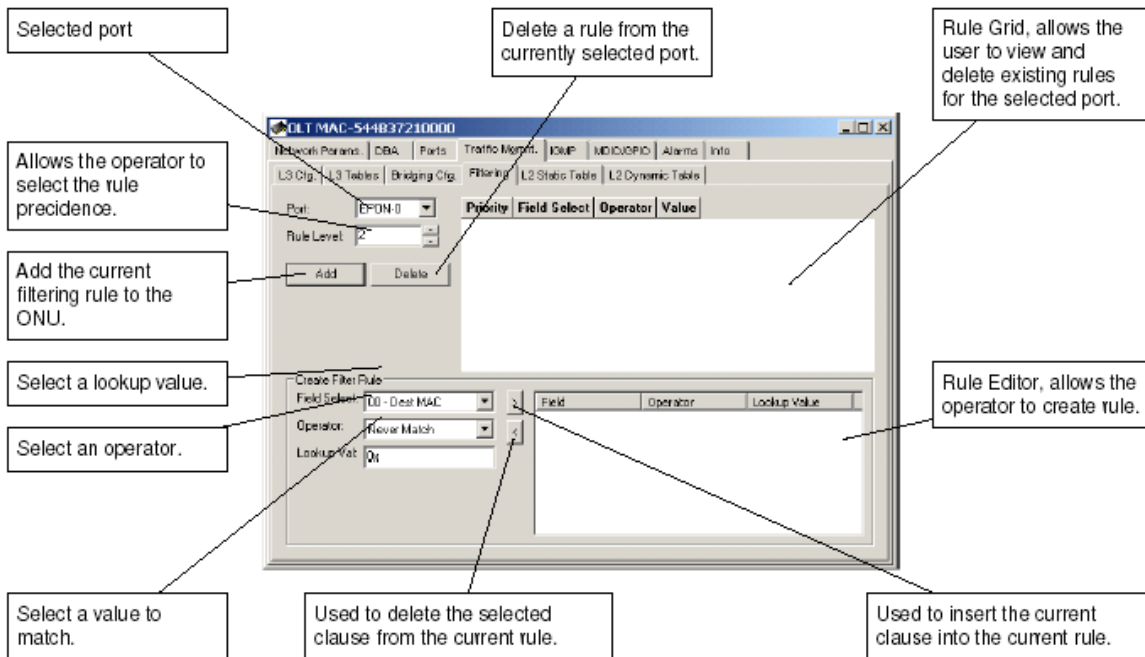 Selected port
Delete a rule from the
currently selected port.
Rule Grid, allows the
user to view and
delete existing rules
for the selected port.
Allows the operator to
select the rule
precidence.
Add the current
filtering rule to the
ONU.
Select a lookup value.
Select an operator.
Select a value to
match.
OLT MAC-544B37210000
Network Params. DBA Ports Traffic Mgmt. IGMP MDIO/GPIO Alarms Info
L3 Cfg. L3 Tables Bridging Cfg. Filtering L2 Static Table L2 Dynamic Table
Port: EPON-0
Rule Level: 2
Add Delete
Priority Field Select Operator Value
Create Filter Rule
Field Select: 00 - Dest MAC >
Operator: Never Match <
Lookup Val: 0x
Field Operator Lookup Value
Rule Editor, allows the
operator to create rule.
Used to delete the selected
clause from the current rule.
Used to insert the current
clause into the current rule.